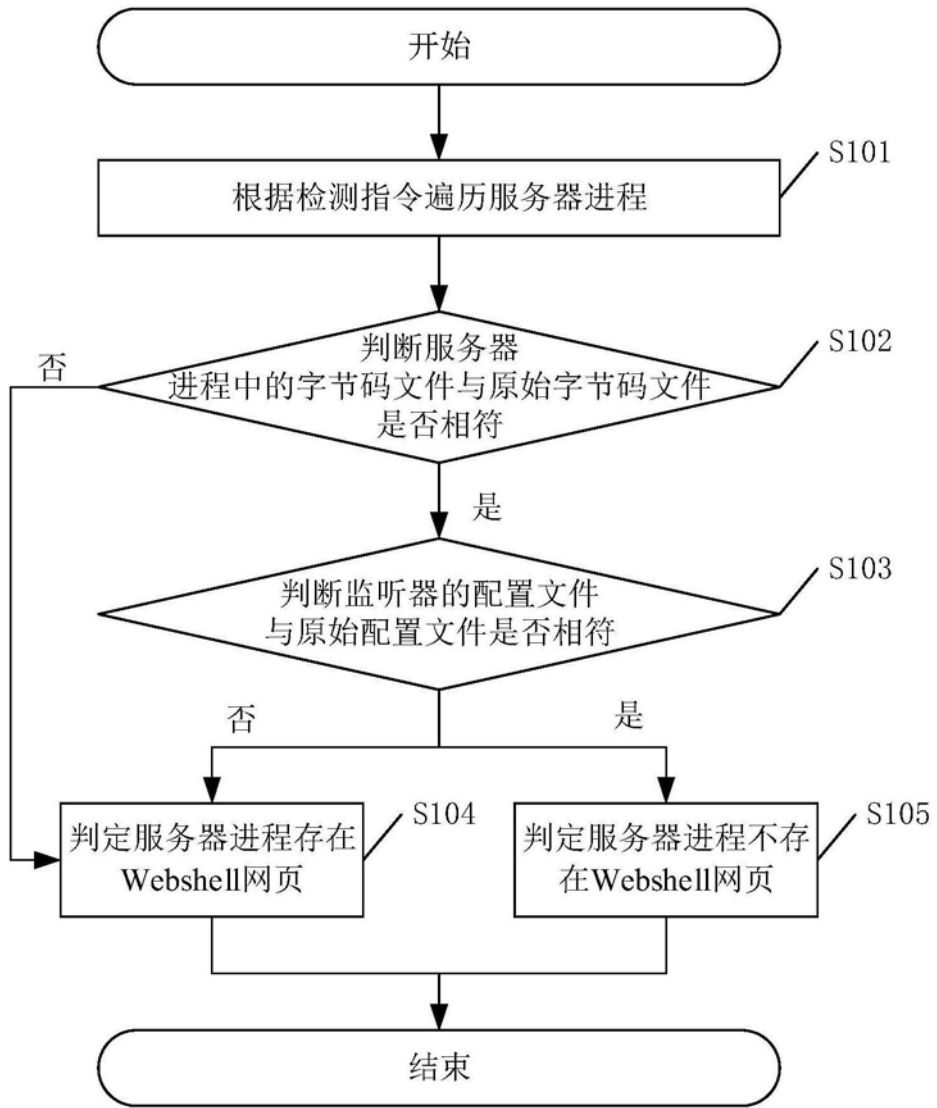 开始
S101
根据检测指令遍历服务器进程
S102
判断服务器
进程中的字节码文件与原始字节码文件
是否相符
否
是
S103
判断监听器的配置文件
与原始配置文件是否相符
否
是
S104
判定服务器进程存在
Webshell网页
S105
判定服务器进程不存
在Webshell网页
结束